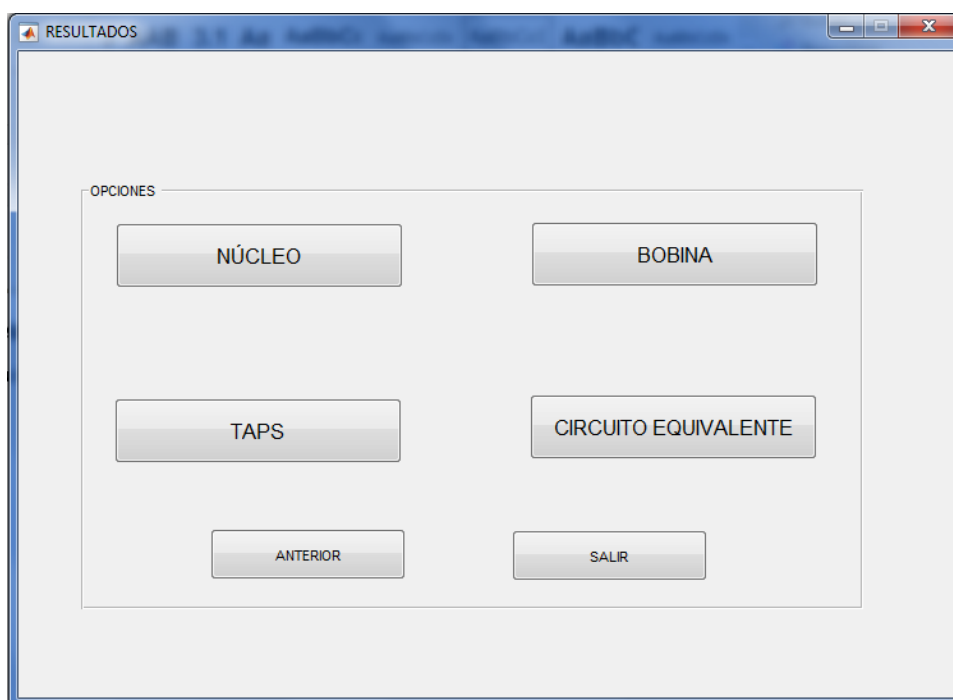 RESULTADOS
OPCIONES
NÚCLEO
BOBINA
TAPS
CIRCUITO EQUIVALENTE
ANTERIOR
SALIR